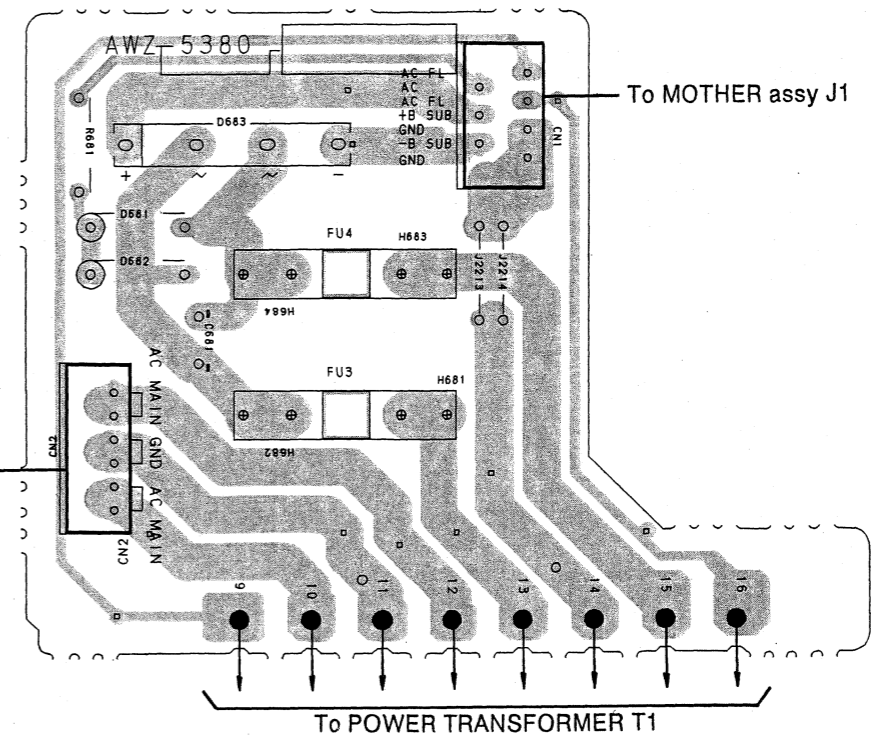 AWZ-5380
AC FL
AC
AC FL
+B SUB
GND
-B SUB
GND
CN1
To MOTHER assy J1
R681
D683
+ ~ ~ -
D681
D682
FU4
H683
H684
J2213
J2214
C681
FU3
H681
H682
CN2
AC MAIN GND AC MAIN
CN2
9 10 11 12 13 14 15 16
To POWER TRANSFORMER T1